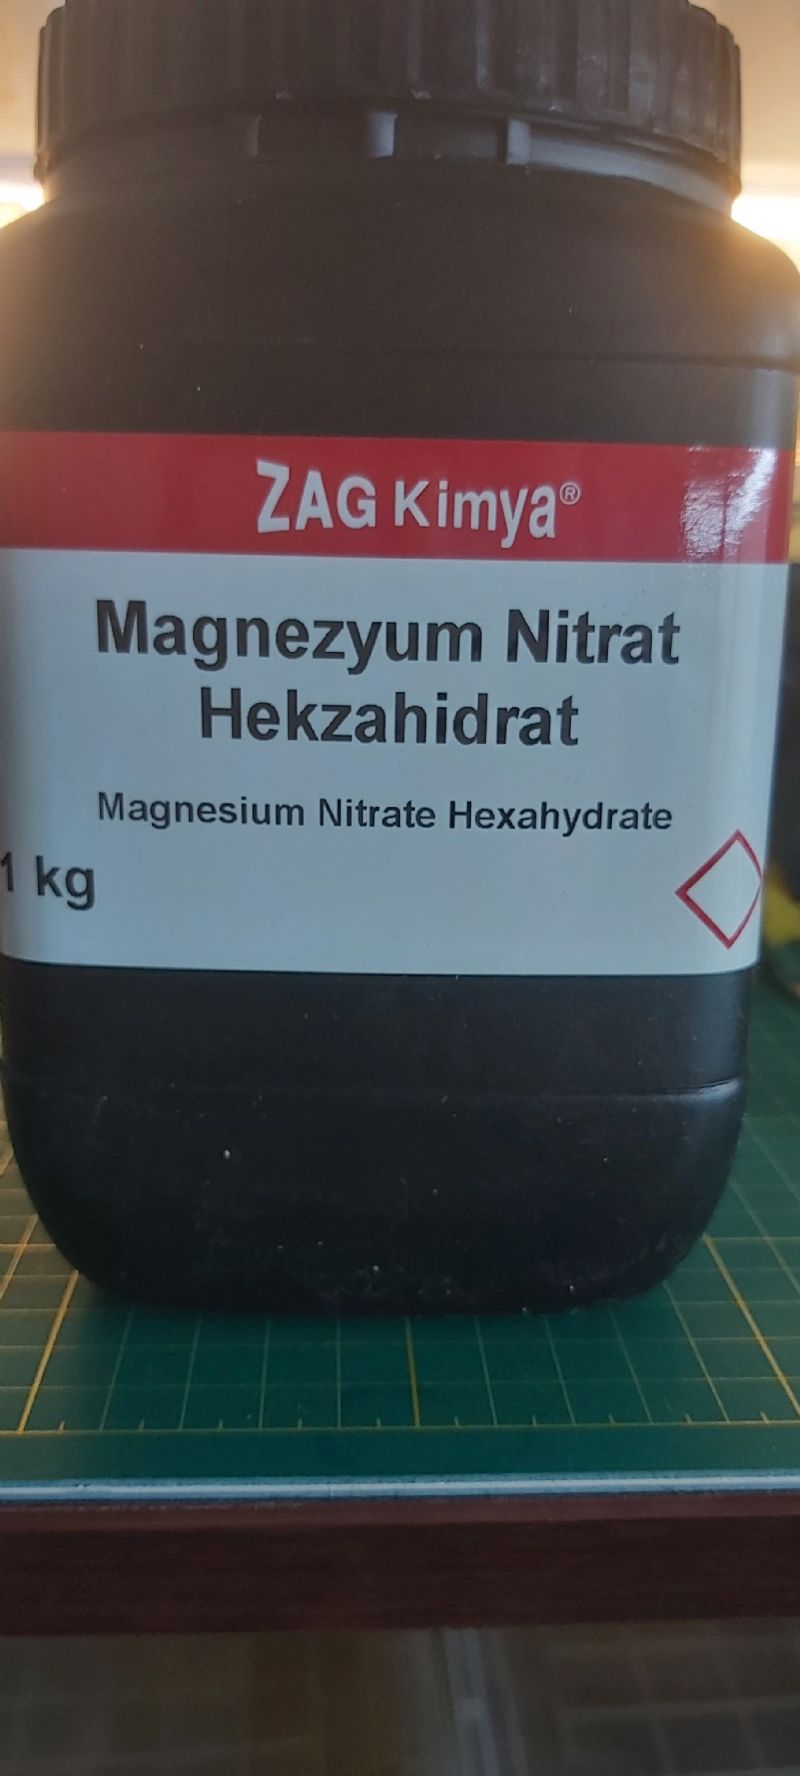 ZAG Kimya®
Magnezyum Nitrat
Hekzahidrat
Magnesium Nitrate Hexahydrate
1 kg